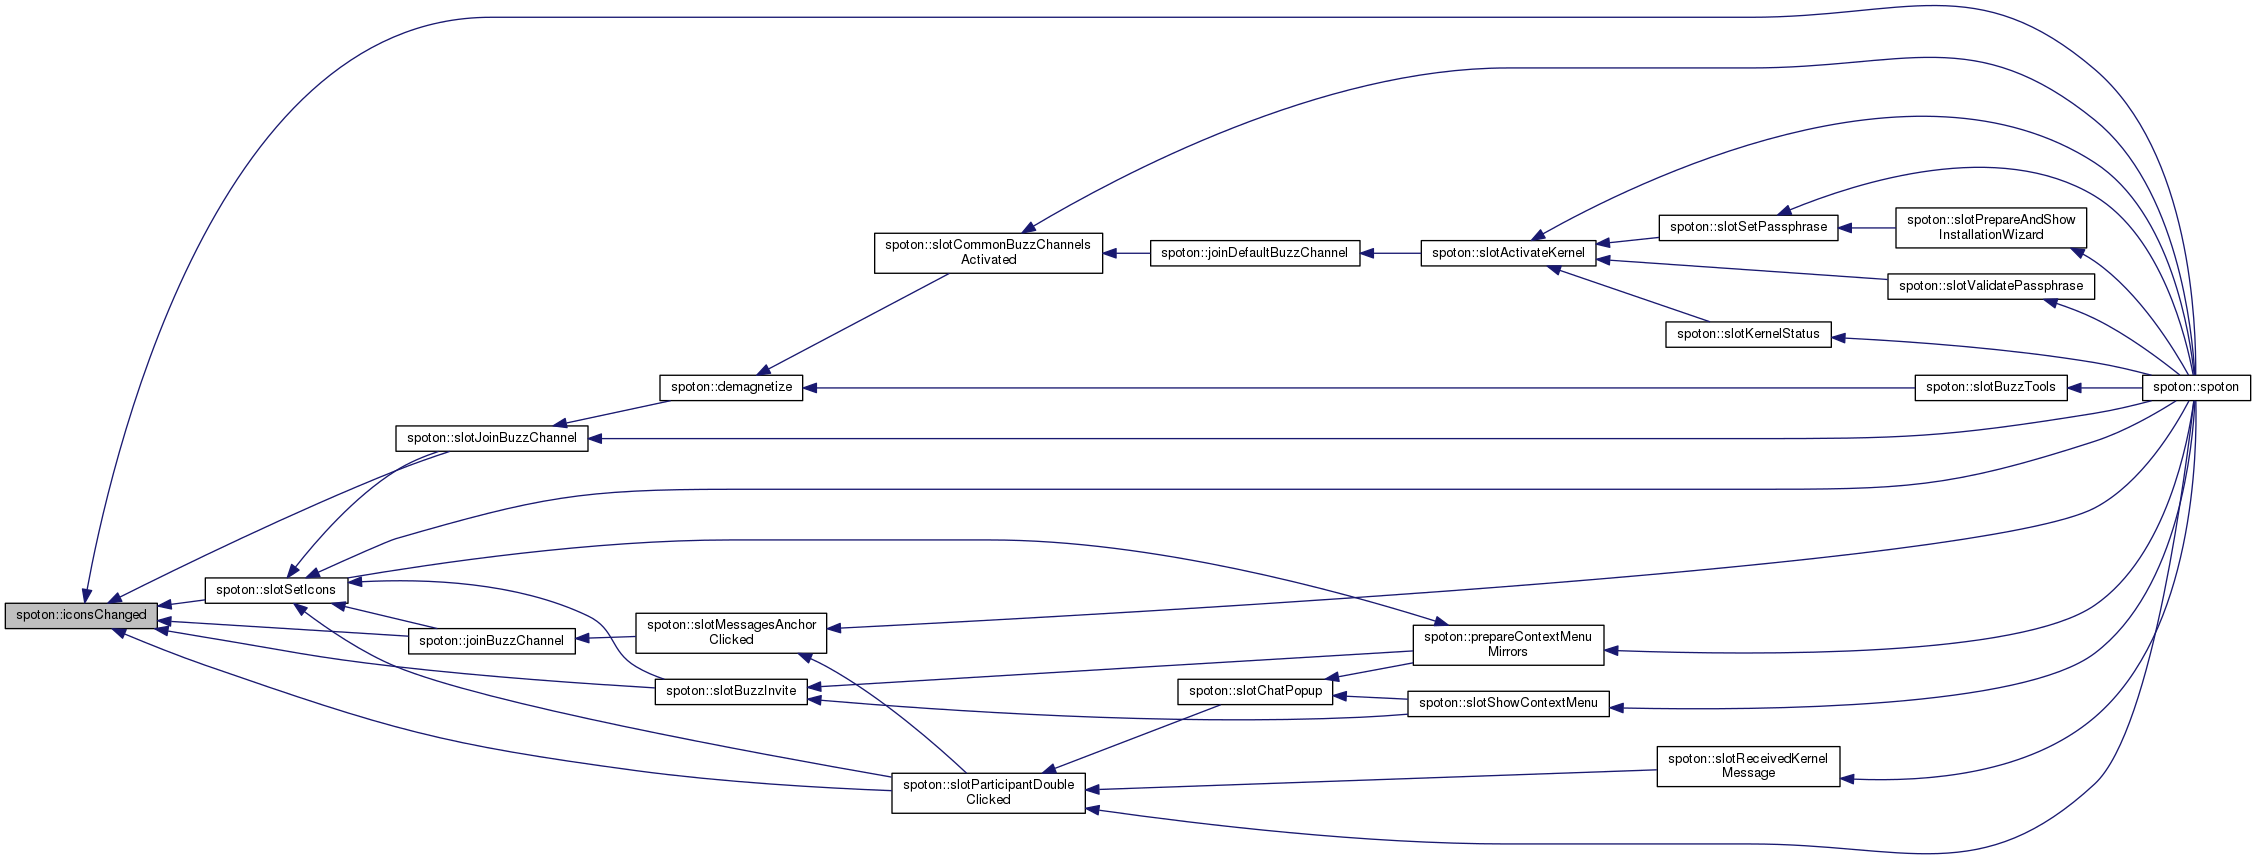 spoton::slotCommonBuzzChannels
Activated
spoton::joinDefaultBuzzChannel
spoton::slotActivateKernel
spoton::slotSetPassphrase
spoton::slotPrepareAndShow
InstallationWizard
spoton::slotValidatePassphrase
spoton::slotKernelStatus
spoton::demagnetize
spoton::slotBuzzTools
spoton::spoton
spoton::slotJoinBuzzChannel
spoton::slotSetIcons
spoton::iconsChanged
spoton::joinBuzzChannel
spoton::slotMessagesAnchor
Clicked
spoton::prepareContextMenu
Mirrors
spoton::slotBuzzInvite
spoton::slotChatPopup
spoton::slotShowContextMenu
spoton::slotParticipantDouble
Clicked
spoton::slotReceivedKernel
Message